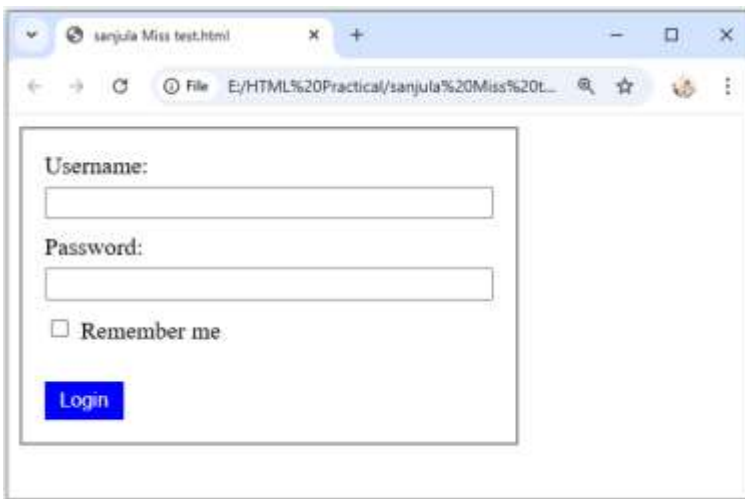 sanjula Miss test.html
File E:/HTML%20Practical/sanjula%20Miss%20t...
Username:
Password:
Remember me
Login